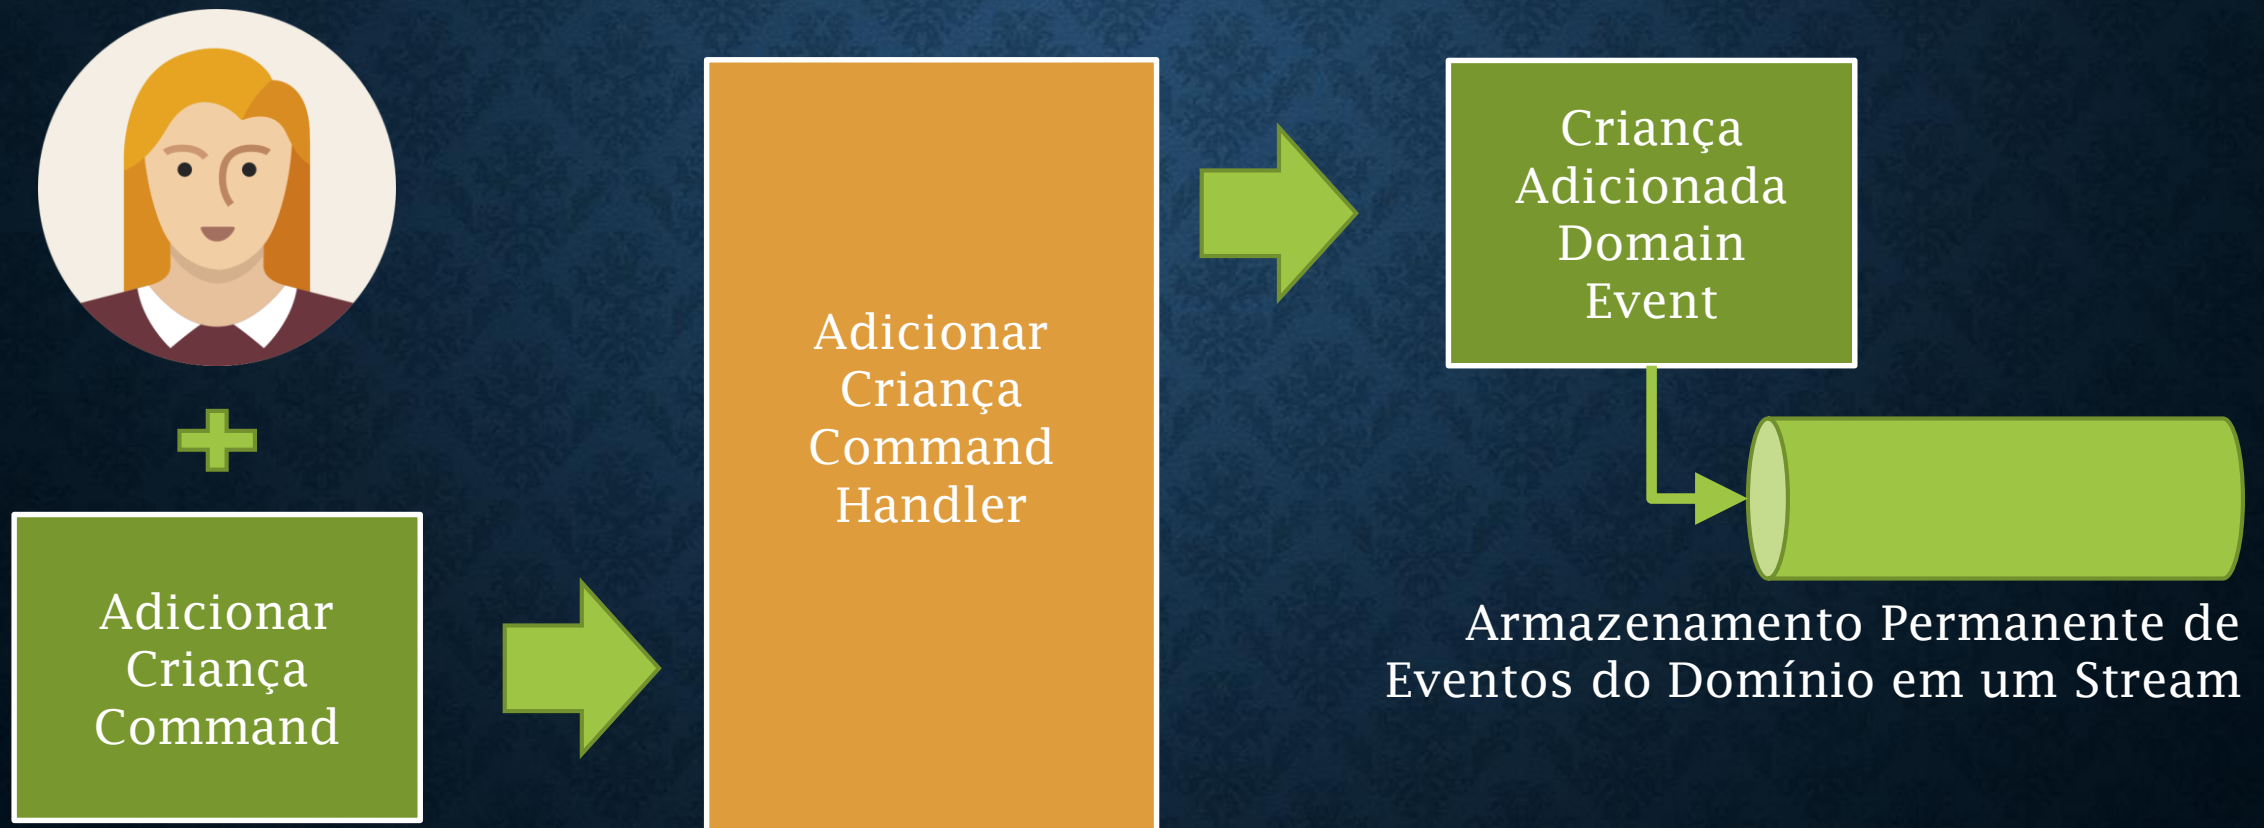 Adicionar
Criança
Command
Adicionar
Criança
Command
Handler
Criança
Adicionada
Domain
Event
Armazenamento Permanente de
Eventos do Domínio em um Stream